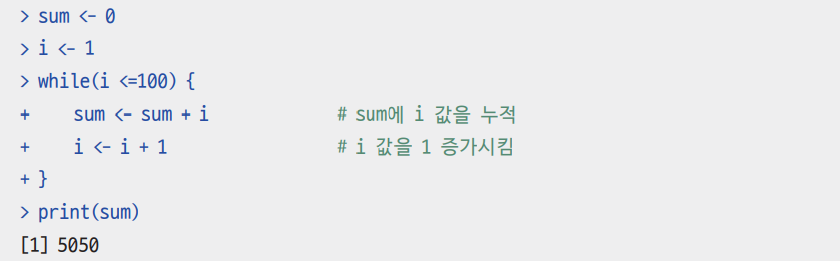 > sum <- 0
> i <- 1
> while(i <=100) {
+ sum <- sum + i # sum에 i 값을 누적
+ i <- i + 1 # i 값을 1 증가시킴
+ }
> print(sum)
[1] 5050